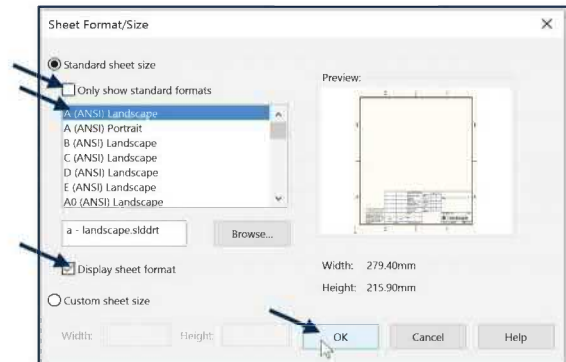 Sheet Format/Size
Standard sheet size
Only show standard formats
A (ANSI) Landscape
A (ANSI) Portrait
B (ANSI) Landscape
C (ANSI) Landscape
D (ANSI) Landscape
E (ANSI) Landscape
A0 (ANSI) Landscape
a - landscape.slddrt
Browse...
Display sheet format
Custom sheet size
Width:
Height:
Preview:
Width: 279.40mm
Height: 215.90mm
OK
Cancel
Help